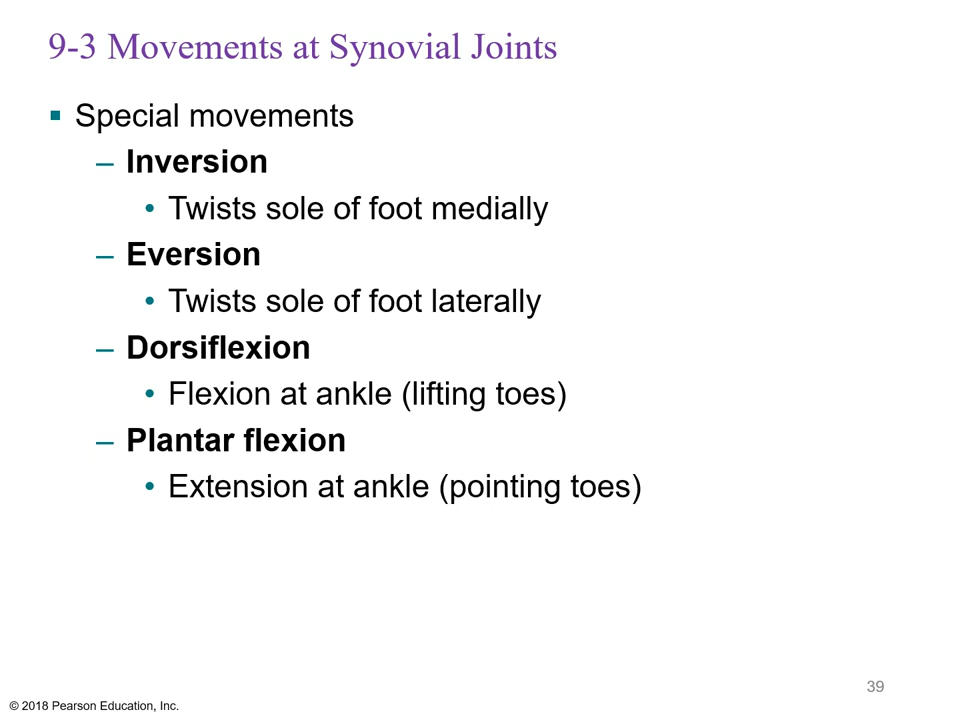 9-3 Movements at Synovial Joints
▪ Special movements
– Inversion
• Twists sole of foot medially
– Eversion
• Twists sole of foot laterally
– Dorsiflexion
• Flexion at ankle (lifting toes)
– Plantar flexion
• Extension at ankle (pointing toes)
39
© 2018 Pearson Education, Inc.